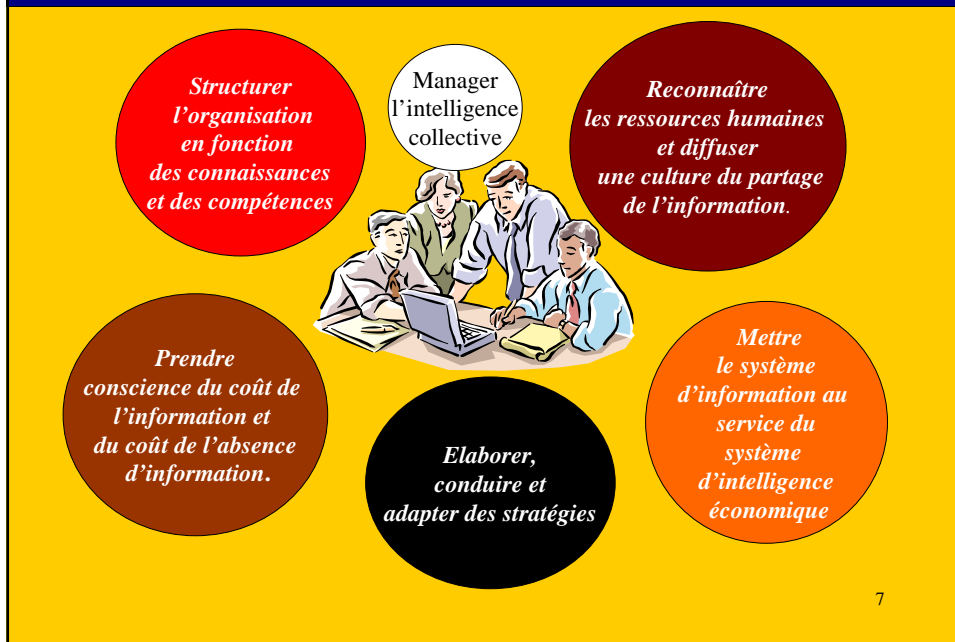 Structurer
l’organisation
en fonction
des connaissances
et des compétences
Manager
l’intelligence
collective
Reconnaître
les ressources humaines
et diffuser
une culture du partage
de l’information.
Prendre
conscience du coût de
l’information et
du coût de l’absence
d’information.
Elaborer,
conduire et
adapter des stratégies
Mettre
le système
d’information au
service du
système
d’intelligence
économique
7